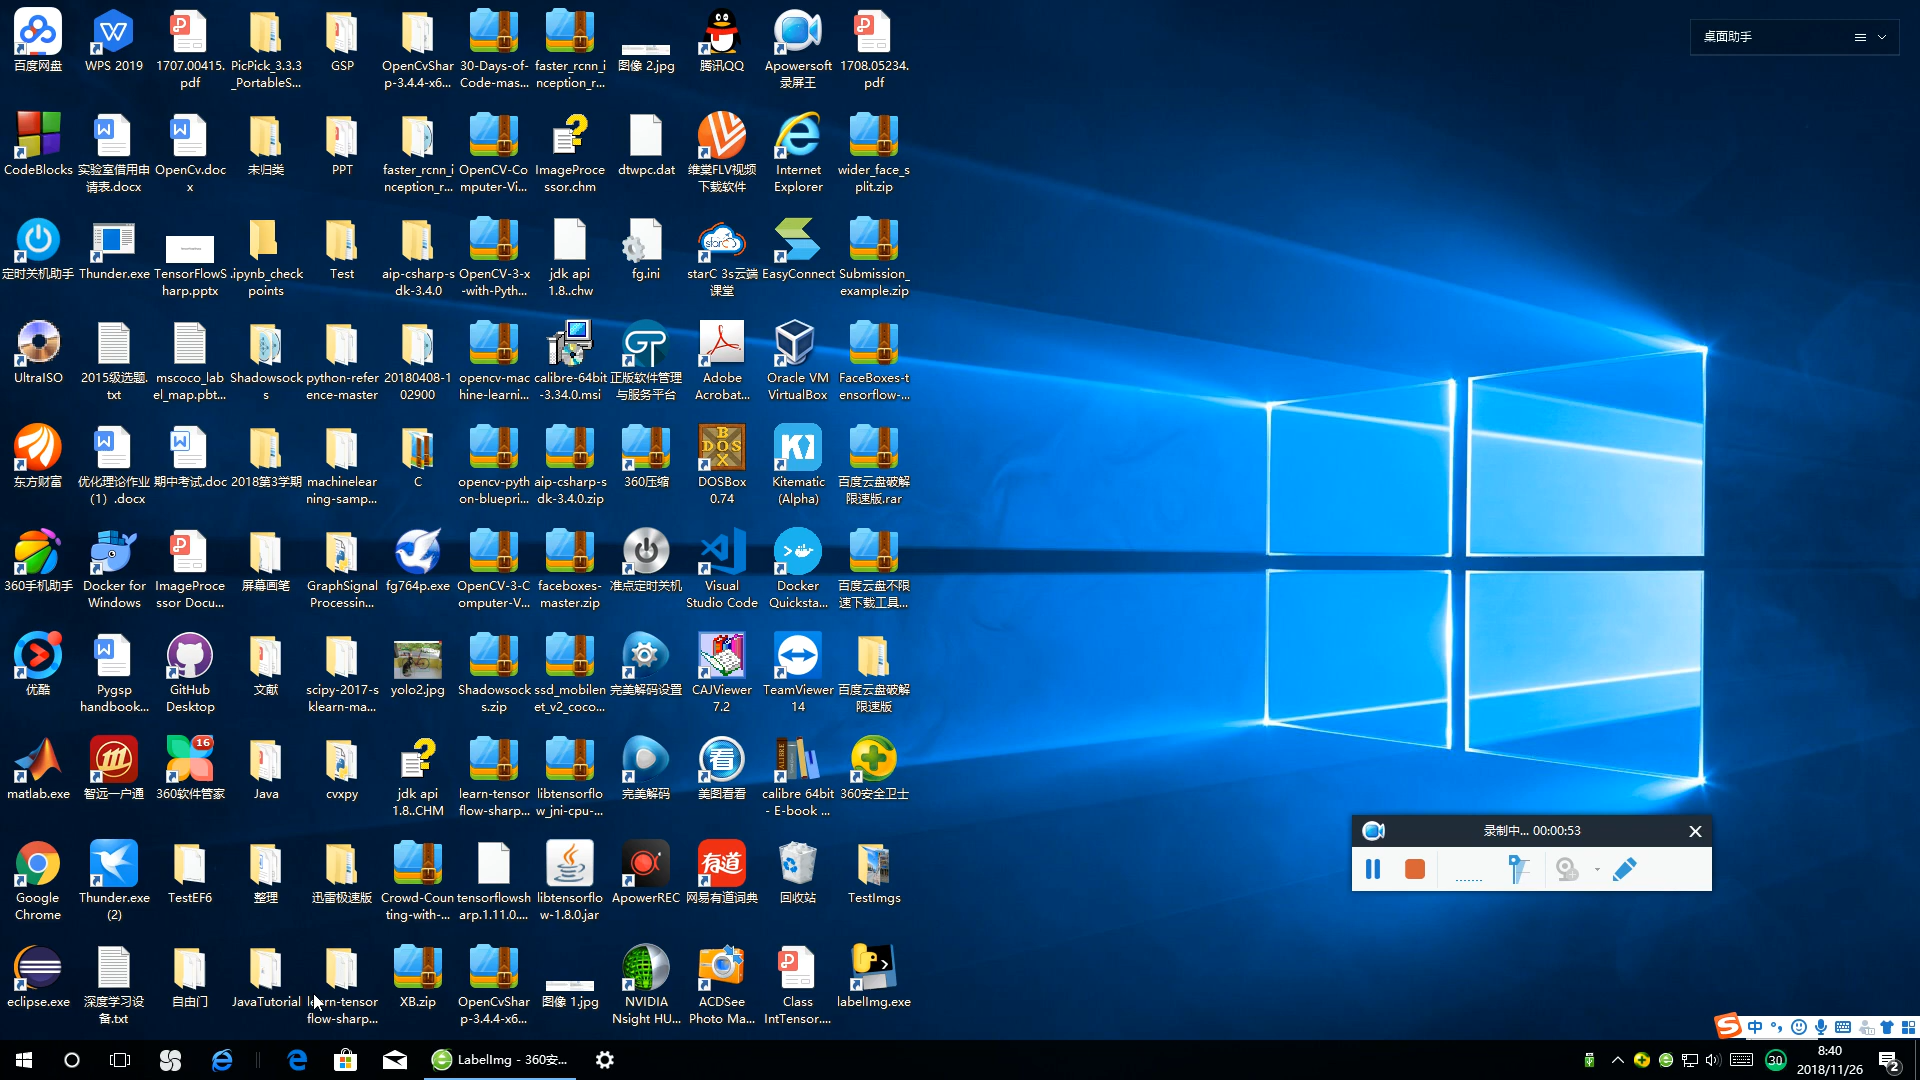 百度网盘
WPS 2019
1707.00415.
pdf
PicPick_3.3.3
_PortableS...
GSP
OpenCvShar
p-3.4.4-x6...
30-Days-of-
Code-mas...
faster_rcnn_i
nception_r...
图像 2.jpg
腾讯QQ
Apowersoft
录屏王
1708.05234.
pdf
桌面助手
CodeBlocks
实验室借用申
请表.docx
OpenCv.doc
x
未归类
PPT
faster_rcnn_i
nception_r...
OpenCV-Co
mputer-Vi...
ImageProce
ssor.chm
dtwpc.dat
维棠FLV视频
下载软件
Internet
Explorer
wider_face_s
plit.zip
定时关机助手
Thunder.exe
TensorFlowS
harp.pptx
.ipynb_check
points
Test
aip-csharp-s
dk-3.4.0
OpenCV-3-x
-with-Pyth...
jdk api
1.8..chw
fg.ini
starC
starC 3s云端
课堂
EasyConnect
Submission_
example.zip
UltraISO
2015级选题.
txt
mscoco_lab
el_map.pbt...
Shadowsock
s
python-refer
ence-master
20180408-1
02900
opencv-mac
hine-learni...
calibre-64bit
-3.34.0.msi
正版软件管理
与服务平台
Adobe
Acrobat...
Oracle VM
VirtualBox
FaceBoxes-t
ensorflow-...
东方财富
优化理论作业
（1）.docx
期中考试.doc
2018第3学期
machinelear
ning-samp...
C
opencv-pyth
on-bluepri...
aip-csharp-s
dk-3.4.0.zip
360压缩
DOSBox
0.74
Kitematic
(Alpha)
百度云盘破解
限速版.rar
360手机助手
Docker for
Windows
ImageProce
ssor Docu...
屏幕画笔
GraphSignal
Processin...
fg764p.exe
OpenCV-3-C
omputer-V...
faceboxes-
master.zip
准点定时关机
Visual
Studio Code
Docker
Quicksta...
百度云盘不限
速下载工具...
优酷
Pygsp
handbook...
GitHub
Desktop
文献
scipy-2017-s
klearn-ma...
yolo2.jpg
Shadowsock
s.zip
ssd_mobilen
et_v2_coco...
完美解码设置
CAJViewer
7.2
TeamViewer
14
百度云盘破解
限速版
matlab.exe
智远一户通
16
360软件管家
Java
cvxpy
jdk api
1.8..CHM
learn-tensor
flow-sharp...
libtensorflo
w_jni-cpu-...
完美解码
看
美图看看
calibre 64bit
- E-book ...
360安全卫士
录制中... 00:00:53
Google
Chrome
Thunder.exe
(2)
TestEF6
整理
迅雷极速版
Crowd-Coun
ting-with-...
tensorflowsh
arp.1.11.0....
libtensorflo
w-1.8.0.jar
ApowerREC
有道
网易有道词典
回收站
TestImgs
eclipse.exe
深度学习设
备.txt
自由门
JavaTutorial
learn-tensor
flow-sharp...
XB.zip
OpenCvShar
p-3.4.4-x6...
图像 1.jpg
NVIDIA
Nsight HU...
ACDSee
Photo Ma...
Class
IntTensor....
labelImg.exe
中
LabelImg - 360安...
30
8:40
2018/11/26
2